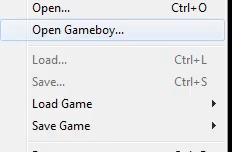 Open... Ctrl+O
Open Gameboy...
Load... Ctrl+L
Save... Ctrl+S
Load Game
Save Game